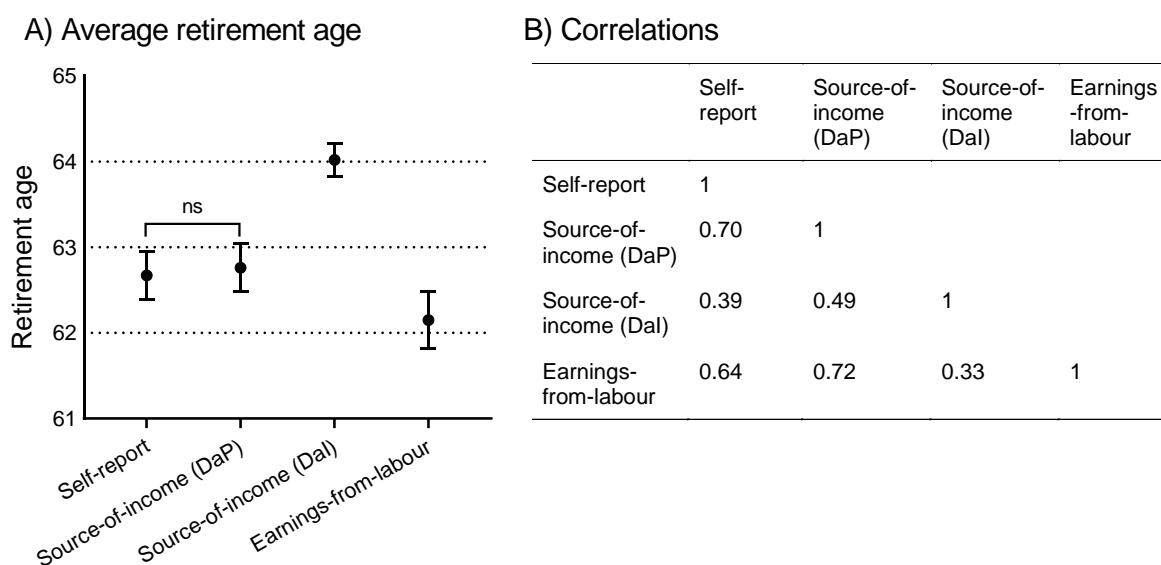 A) Average retirement age
65
64
63
62
61
Retirement age
ns
Self-report
Source-of-income (DaP)
Source-of-income (DaI)
Earnings-from-labour
B) Correlations
Self-
report
Source-of-
income
(DaP)
Source-of-
income
(DaI)
Earnings
-from-
labour
Self-report 1
Source-of-
income (DaP) 0.70 1
Source-of-
income (DaI) 0.39 0.49 1
Earnings-
from-labour 0.64 0.72 0.33 1